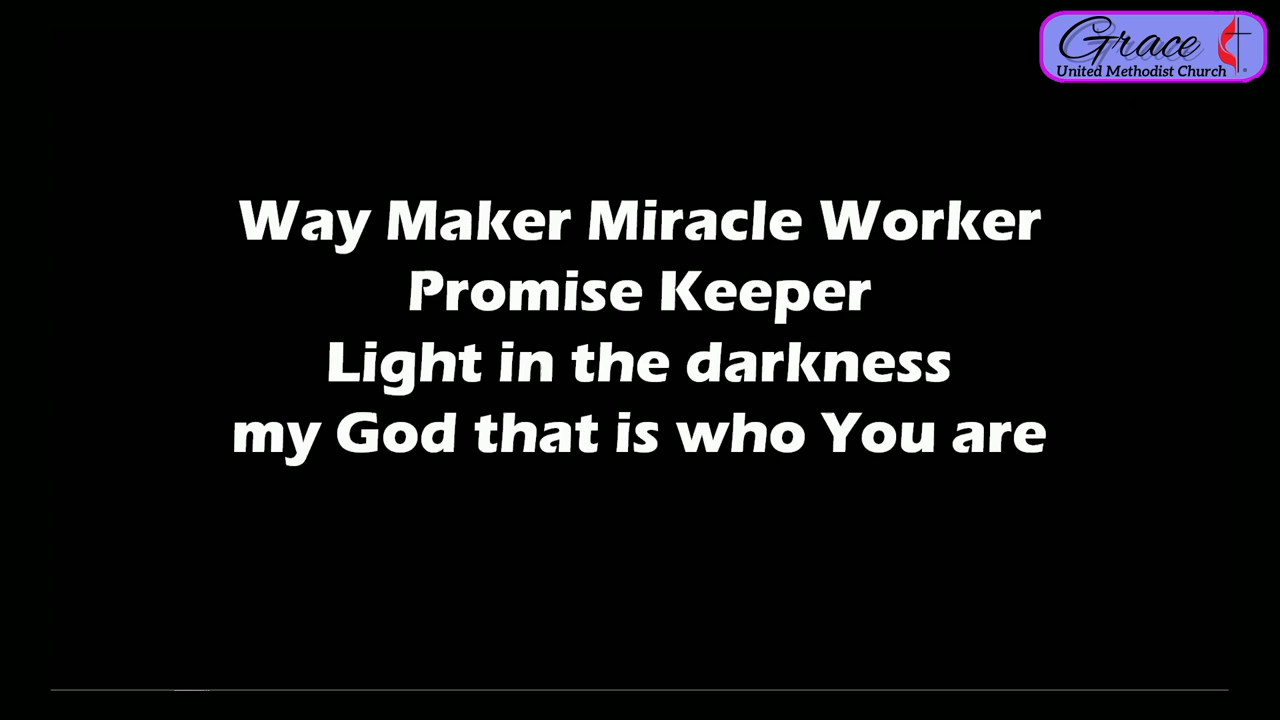 Grace
United Methodist Church
Way Maker Miracle Worker
Promise Keeper
Light in the darkness
my God that is who You are